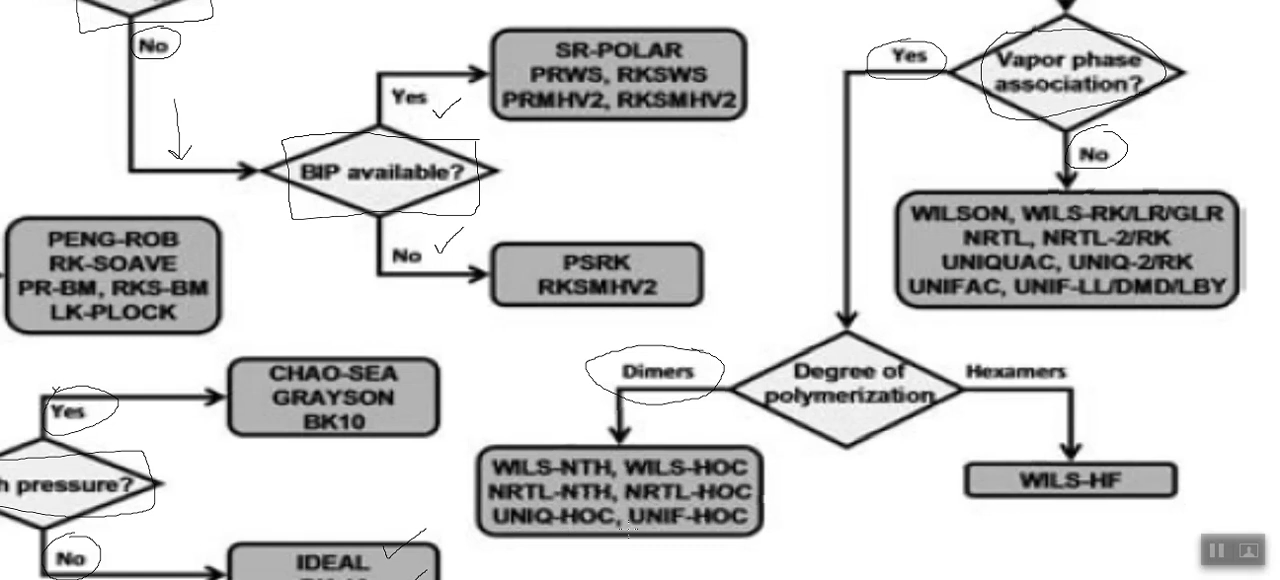 No
Yes
SR-POLAR
PRWS, RKSWS
PRMHV2, RKSMHV2
BIP available?
No
PSRK
RKSMHV2
Yes
Vapor phase
association?
No
WILSON, WILS-RK/LR/GLR
NRTL, NRTL-2/RK
UNIQUAC, UNIQ-2/RK
UNIFAC, UNIF-LL/DMD/LBY
PENG-ROB
RK-SOAVE
PR-BM, RKS-BM
LK-PLOCK
Yes
CHAO-SEA
GRAYSON
BK10
h pressure?
No
IDEAL
Dimers
Degree of
polymerization
Hexamers
WILS-NTH, WILS-HOC
NRTL-NTH, NRTL-HOC
UNIQ-HOC, UNIF-HOC
WILS-HF